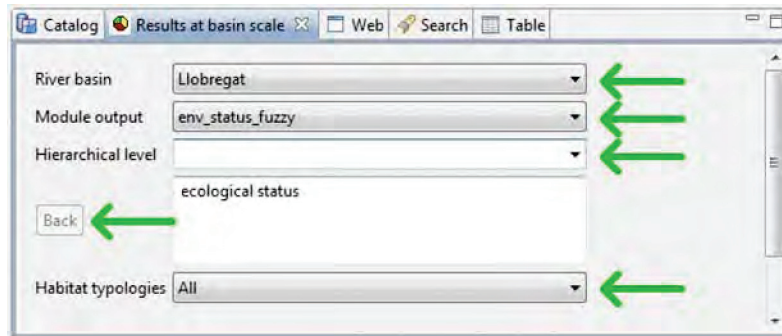 Catalog Results at basin scale Web Search Table
River basin Llobregat
Module output env_status_fuzzy
Hierarchical level
ecological status
Back
Habitat typologies All